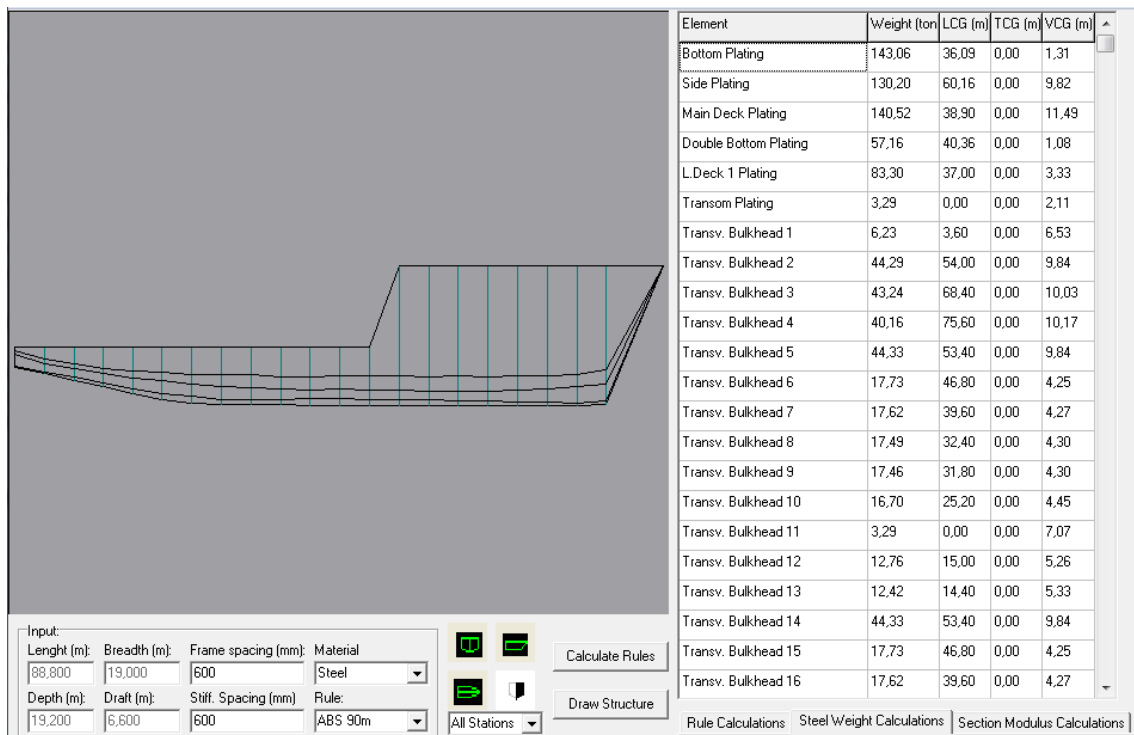 Element Weight (ton LCG (m) TCG (m) VCG (m)
Bottom Plating 143,06 36,09 0,00 1,31
Side Plating 130,20 60,16 0,00 9,82
Main Deck Plating 140,52 38,90 0,00 11,49
Double Bottom Plating 57,16 40,36 0,00 1,08
L.Deck 1 Plating 83,30 37,00 0,00 3,33
Transom Plating 3,29 0,00 0,00 2,11
Transv. Bulkhead 1 6,23 3,60 0,00 6,53
Transv. Bulkhead 2 44,29 54,00 0,00 9,84
Transv. Bulkhead 3 43,24 68,40 0,00 10,03
Transv. Bulkhead 4 40,16 75,60 0,00 10,17
Transv. Bulkhead 5 44,33 53,40 0,00 9,84
Transv. Bulkhead 6 17,73 46,80 0,00 4,25
Transv. Bulkhead 7 17,62 39,60 0,00 4,27
Transv. Bulkhead 8 17,49 32,40 0,00 4,30
Transv. Bulkhead 9 17,46 31,80 0,00 4,30
Transv. Bulkhead 10 16,70 25,20 0,00 4,45
Transv. Bulkhead 11 3,29 0,00 0,00 7,07
Transv. Bulkhead 12 12,76 15,00 0,00 5,26
Transv. Bulkhead 13 12,42 14,40 0,00 5,33
Transv. Bulkhead 14 44,33 53,40 0,00 9,84
Transv. Bulkhead 15 17,73 46,80 0,00 4,25
Transv. Bulkhead 16 17,62 39,60 0,00 4,27
Input:
Lenght (m): Breadth (m): Frame spacing (mm): Material
88,800 19,000 600 Steel
Depth (m): Draft (m): Stiff. Spacing (mm) Rule:
19,200 6,600 600 ABS 90m
All Stations
Calculate Rules
Draw Structure
Rule Calculations Steel Weight Calculations Section Modulus Calculations